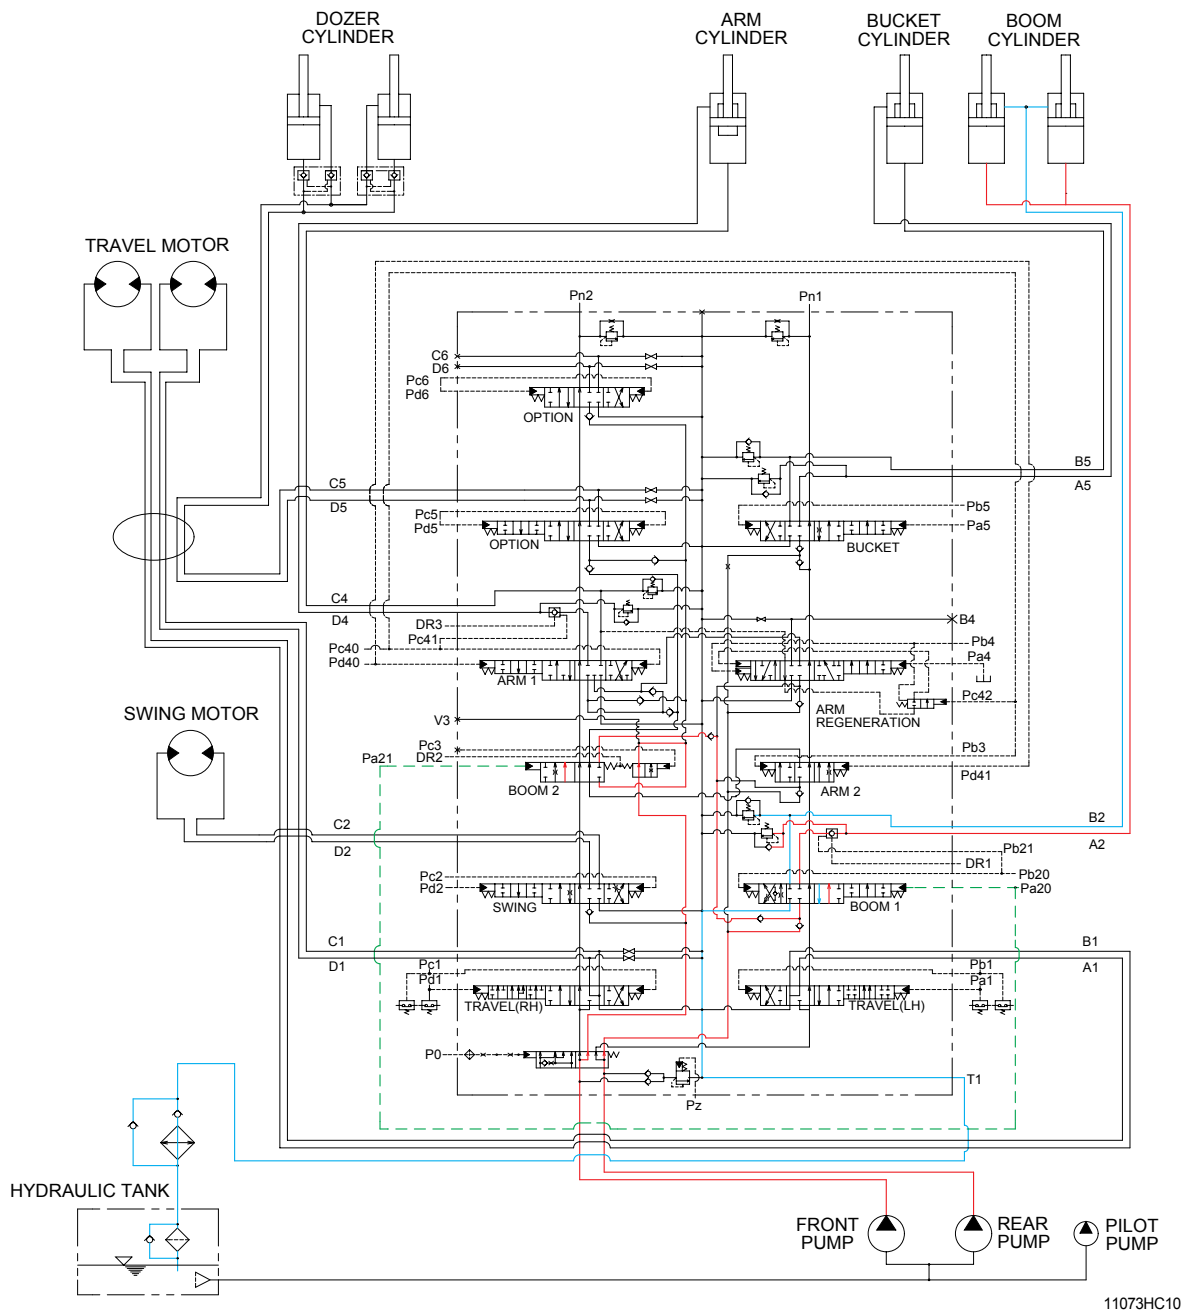 DOZER
CYLINDER
ARM
CYLINDER
BUCKET
CYLINDER
BOOM
CYLINDER
TRAVEL MOTOR
Pn2
Pn1
C6
D6
Pc6
Pd6
OPTION
B5
A5
C5
D5
Pc5
Pd5
OPTION
Pb5
Pa5
BUCKET
C4
D4
DR3
Pc41
Pc40
Pd40
ARM 1
B4
Pb4
Pa4
Pc42
ARM
REGENERATION
SWING MOTOR
V3
Pc3
DR2
Pa21
BOOM 2
Pb3
Pd41
ARM 2
C2
D2
B2
A2
Pb21
DR1
Pb20
Pa20
Pc2
Pd2
SWING
BOOM 1
C1
D1
B1
A1
Pc1
Pd1
TRAVEL(RH)
Pb1
Pa1
TRAVEL(LH)
P0
Pz
T1
HYDRAULIC TANK
FRONT
PUMP
REAR
PUMP
PILOT
PUMP
11073HC10